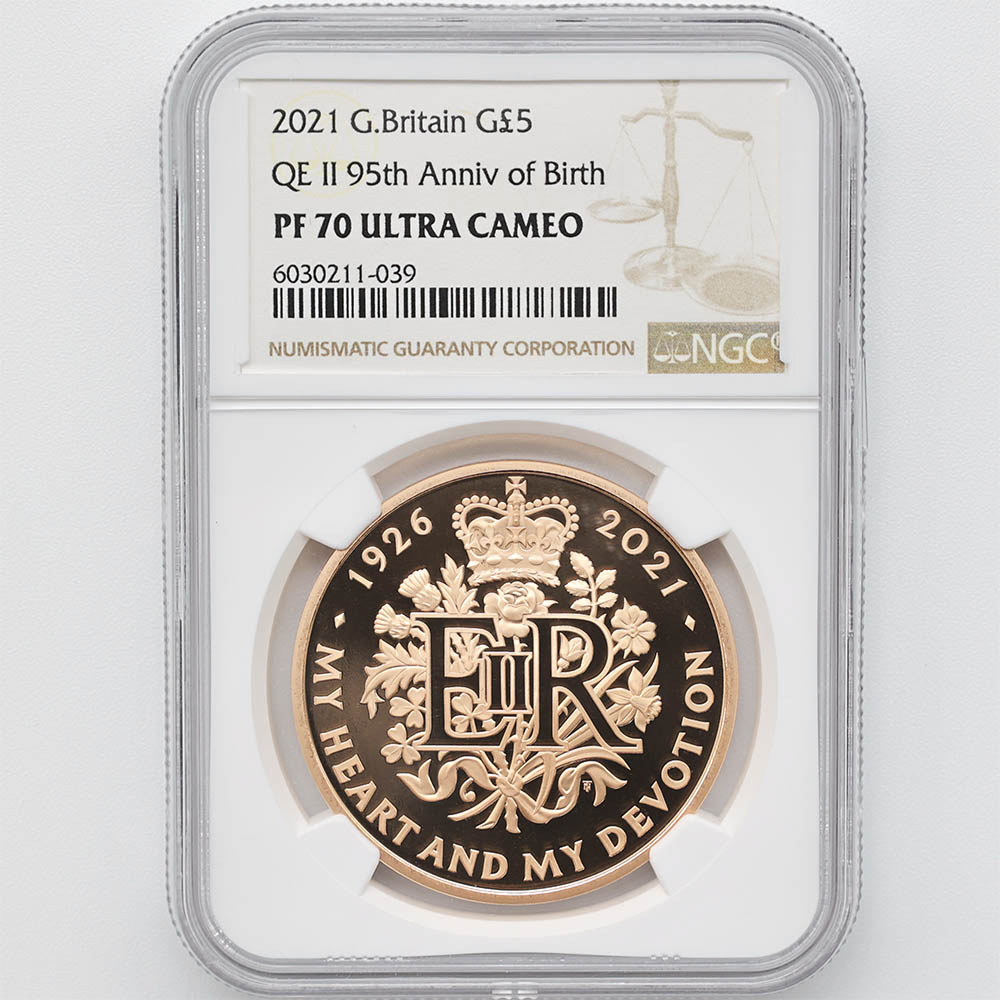 2021 G.Britain G£5
QE II 95th Anniv of Birth
PF 70 ULTRA CAMEO
6030211-039
NUMISMATIC GUARANTY CORPORATION
NGC
1926 2021
E II R
MY HEART AND MY DEVOTION